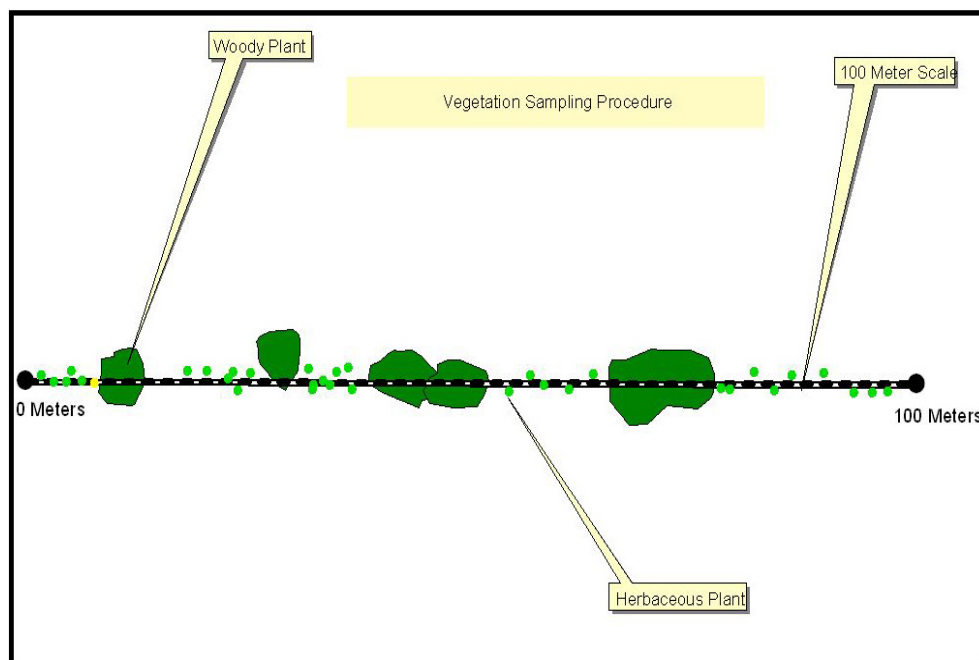 Woody Plant
100 Meter Scale
Vegetation Sampling Procedure
0 Meters
100 Meters
Herbaceous Plant